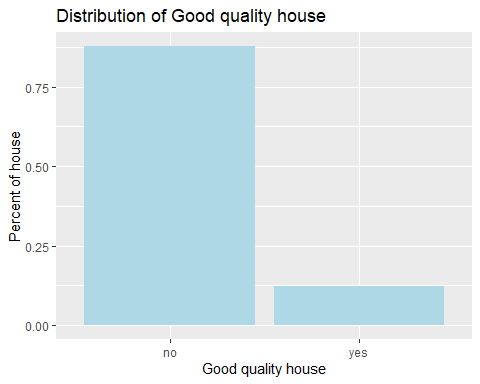 Distribution of Good quality house
Percent of house
0.75
0.50
0.25
0.00
no
yes
Good quality house